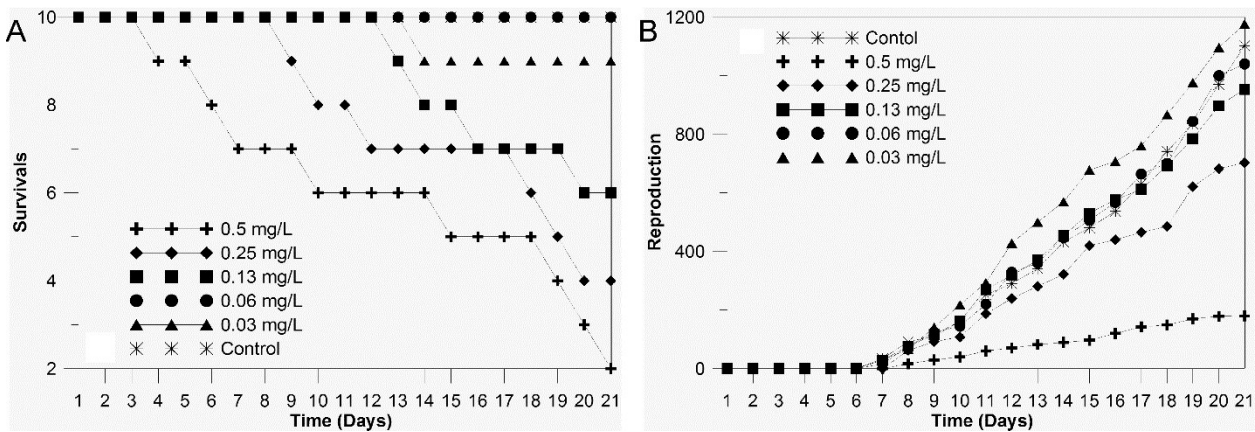 A
10
8
6
4
2
Survivals
0.5 mg/L
0.25 mg/L
0.13 mg/L
0.06 mg/L
0.03 mg/L
Control
1 2 3 4 5 6 7 8 9 10 11 12 13 14 15 16 17 18 19 20 21
Time (Days)
B
1200
800
400
0
Reproduction
Contol
0.5 mg/L
0.25 mg/L
0.13 mg/L
0.06 mg/L
0.03 mg/L
1 2 3 4 5 6 7 8 9 10 11 12 13 14 15 16 17 18 19 20 21
Time (Days)